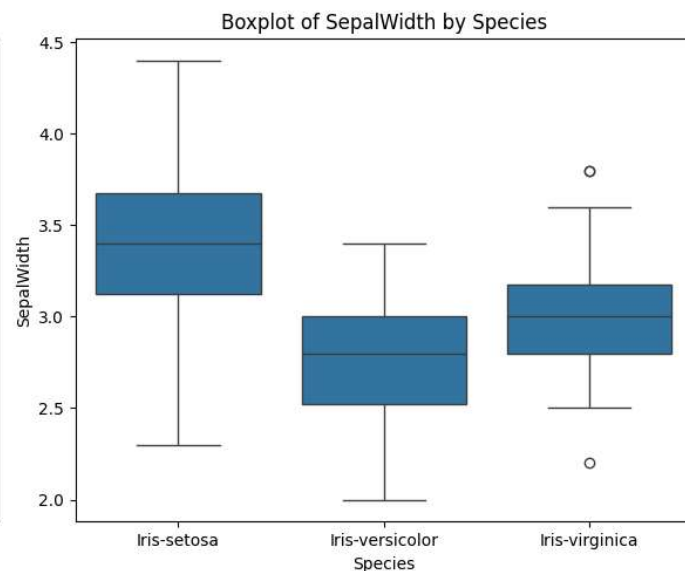 Boxplot of SepalWidth by Species
SepalWidth
4.5
4.0
3.5
3.0
2.5
2.0
Iris-setosa Iris-versicolor Iris-virginica
Species